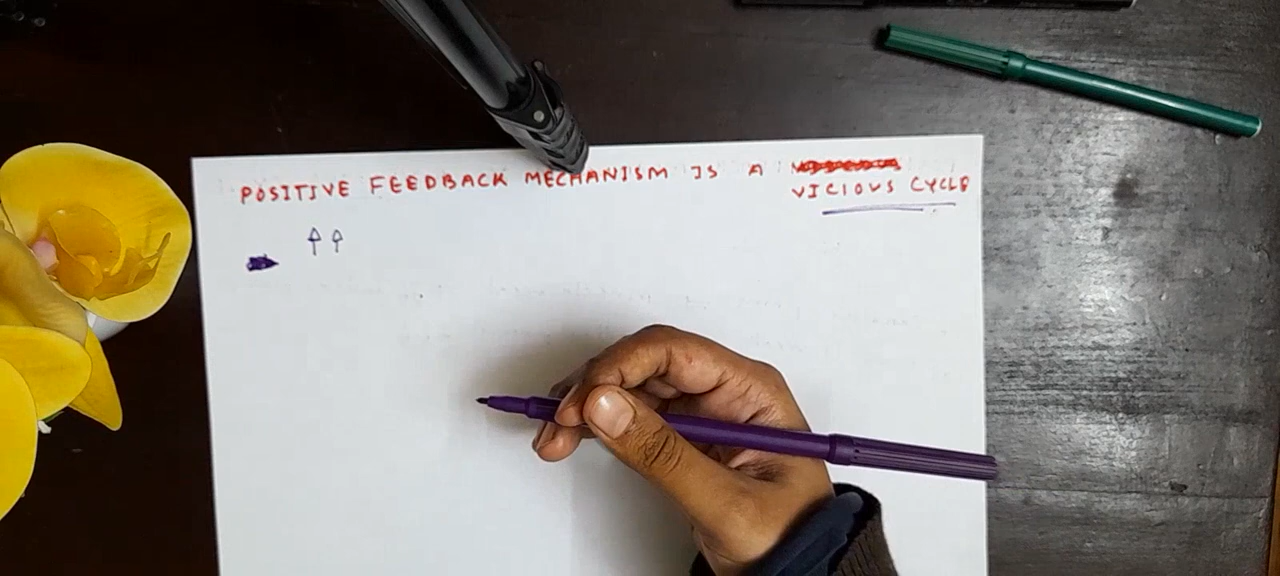 POSITIVE FEEDBACK MECHANISM IS A
VICIOUS CYCLE
↑ ↑